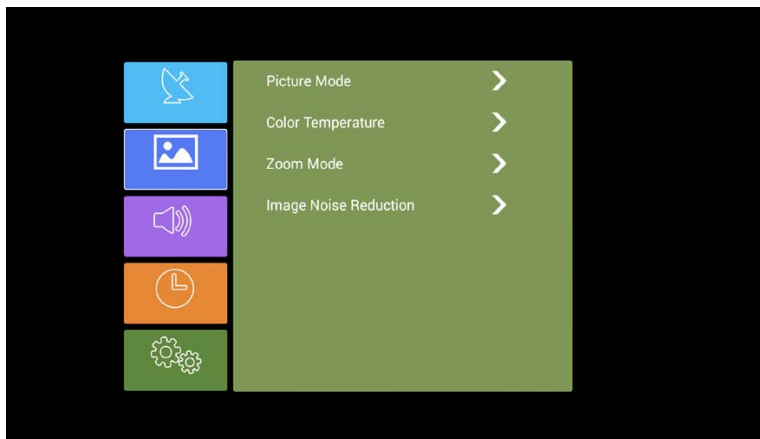 Picture Mode
Color Temperature
Zoom Mode
Image Noise Reduction